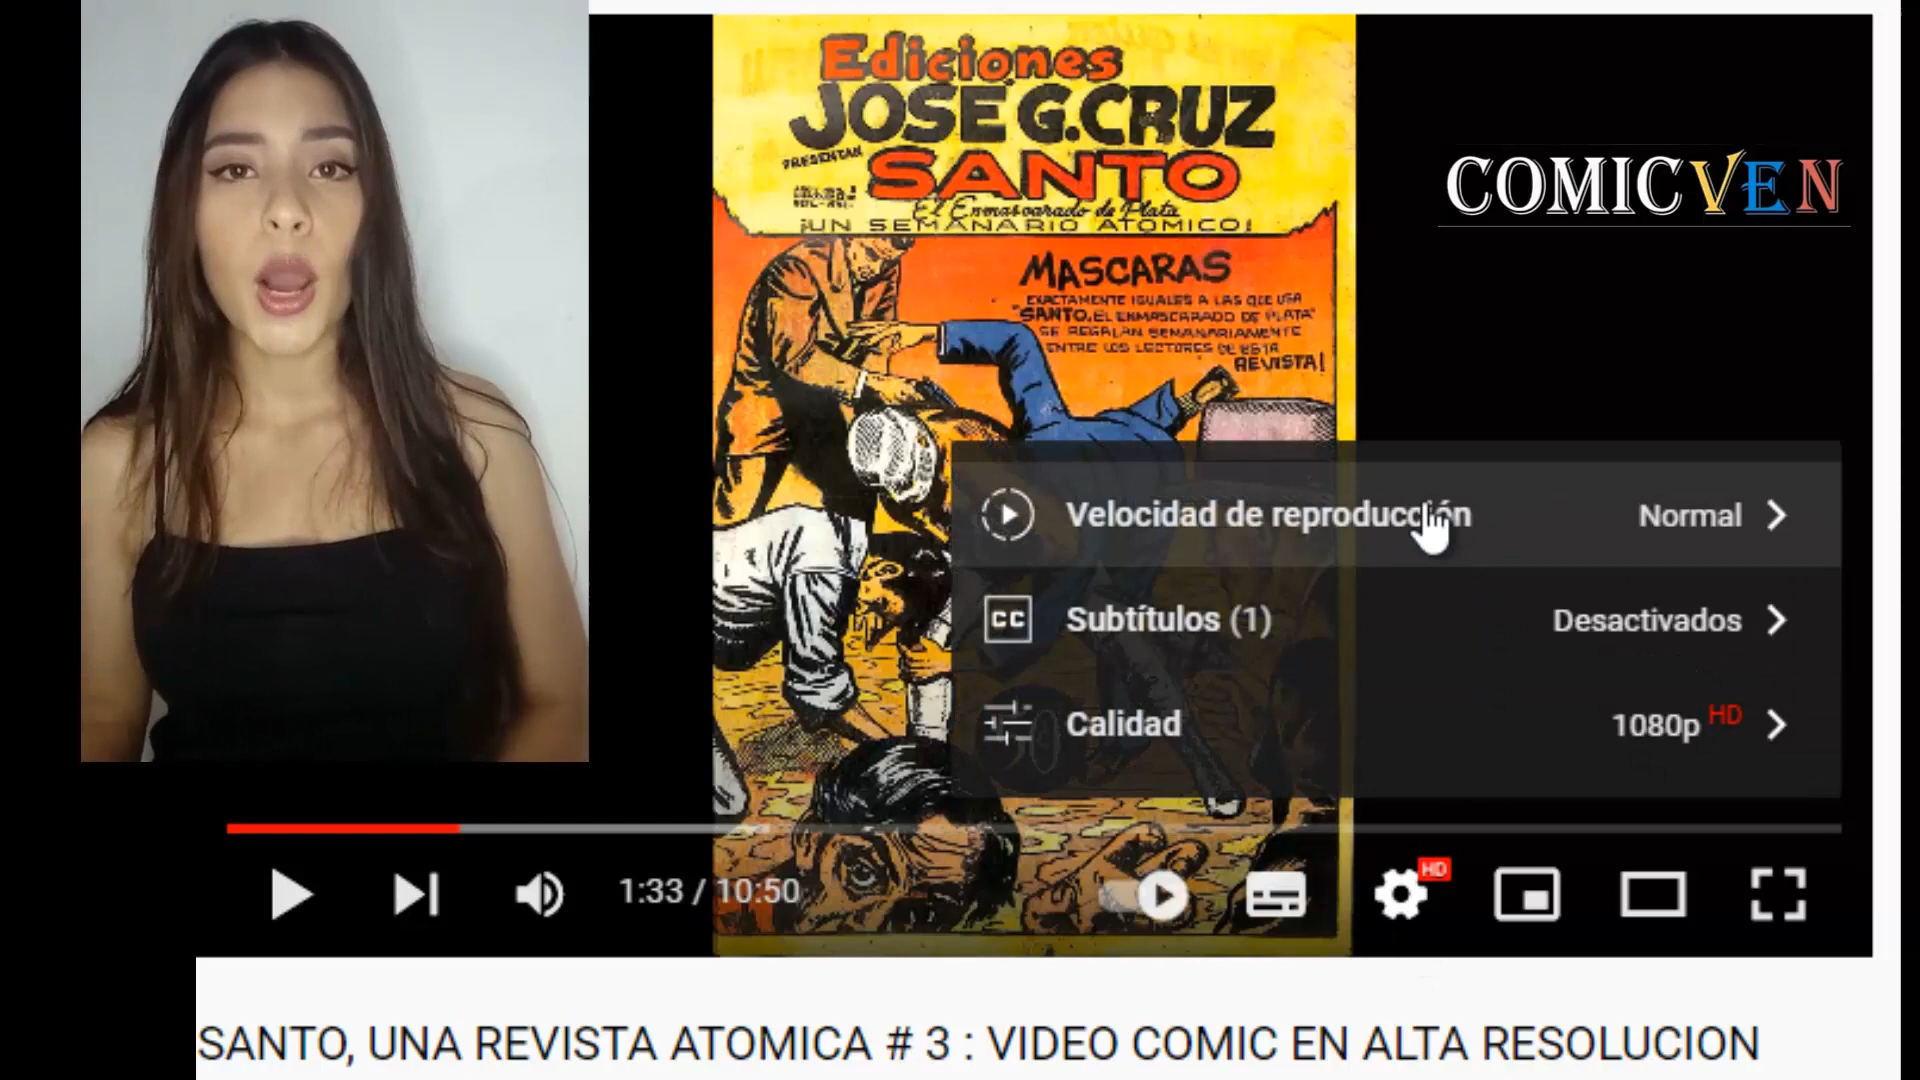 Ediciones
JOSE G. CRUZ
PRESENTAN
SANTO
El Enmascarado de Plata
¡UN SEMANARIO ATOMICO!
MASCARAS
EXACTAMENTE IGUALES A LAS QUE USA
"SANTO, EL ENMASCARADO DE PLATA"
SE REGALAN SEMANARIAMENTE
ENTRE LOS LECTORES DE ESTA
REVISTA!
COMICVEN
Velocidad de reproducción Normal
CC Subtítulos (1) Desactivados
Calidad 1080p HD
1:33 / 10:50
HD
SANTO, UNA REVISTA ATOMICA # 3 : VIDEO COMIC EN ALTA RESOLUCION